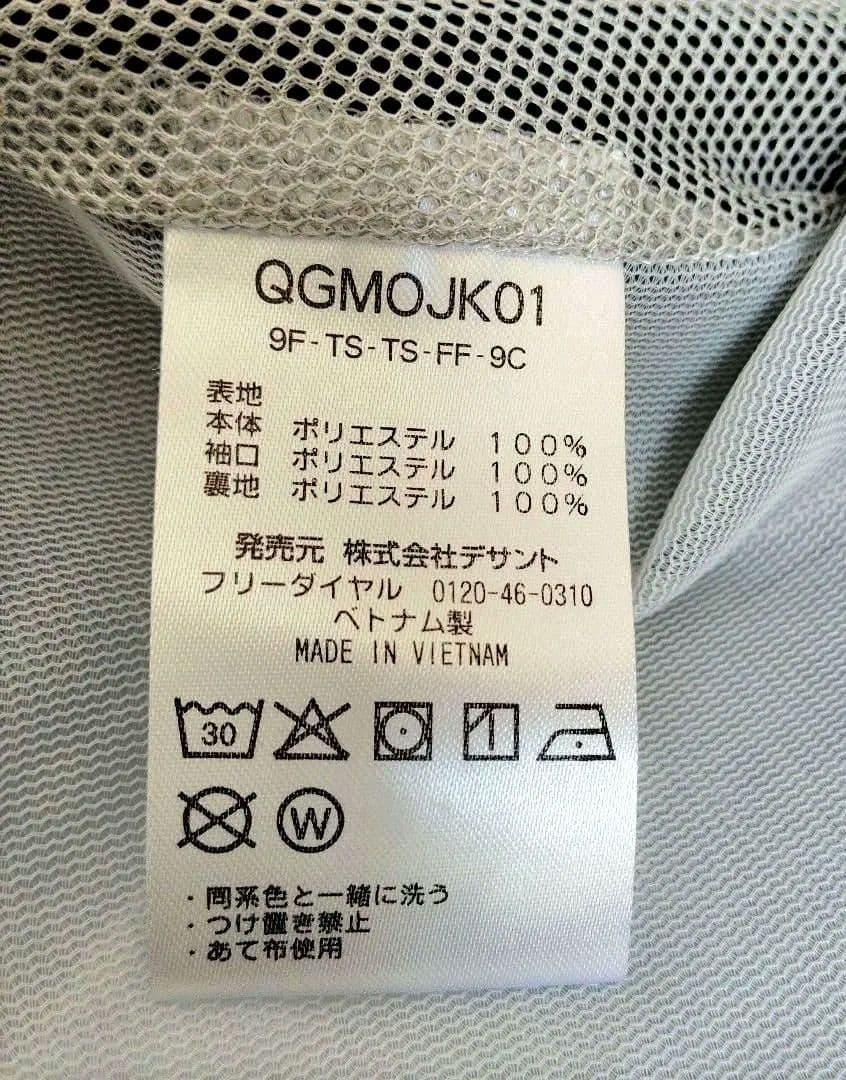 QGMOJK01
9F-TS-TS-FF-9C
表地
本体 ポリエステル 100%
袖口 ポリエステル 100%
裏地 ポリエステル 100%
発売元 株式会社デサント
フリーダイヤル 0120-46-0310
ベトナム製
MADE IN VIETNAM
30
W
・同系色と一緒に洗う
・つけ置き禁止
・あて布使用